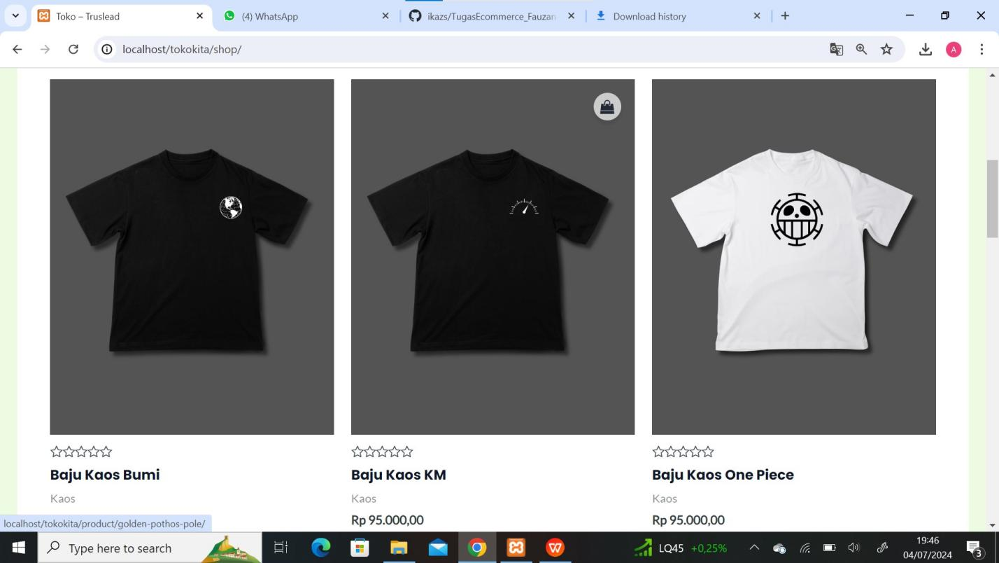 Toko – Truslead
(4) WhatsApp
ikazs/TugasEcommerce_Fauzan
Download history
localhost/tokokita/shop/
A
Baju Kaos Bumi
Kaos
Baju Kaos KM
Kaos
Rp 95.000,00
Baju Kaos One Piece
Kaos
Rp 95.000,00
localhost/tokokita/product/golden-pothos-pole/
Type here to search
LQ45 +0,25%
19:46
04/07/2024
3